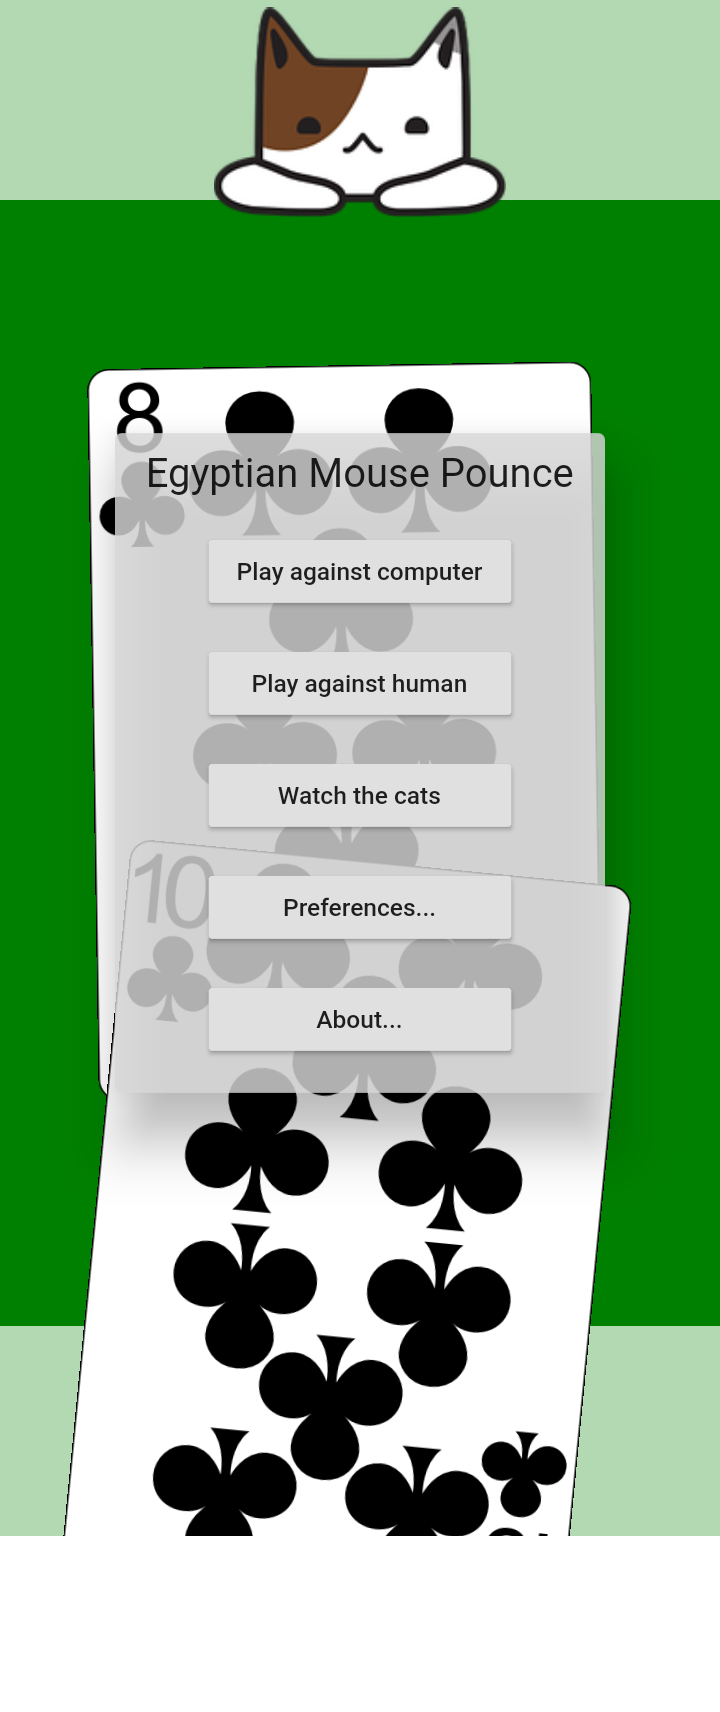 8
Egyptian Mouse Pounce
Play against computer
Play against human
Watch the cats
10
Preferences...
About...